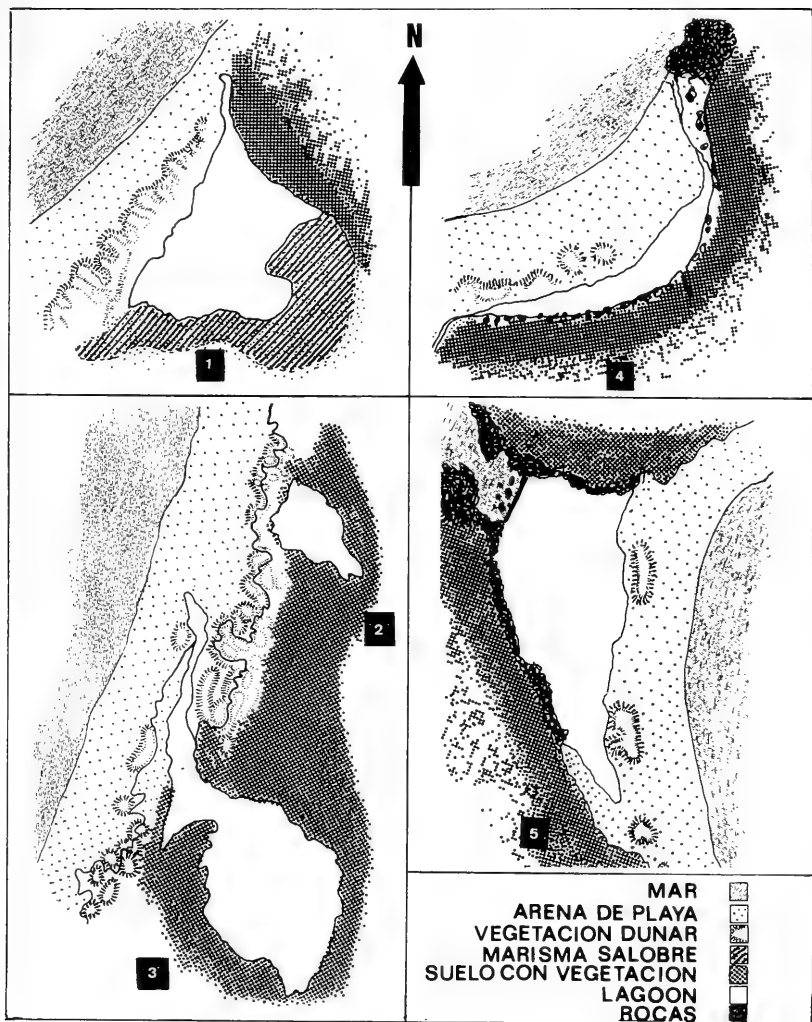 N
1
4
2
3
5
MAR
ARENA DE PLAYA
VEGETACION DUNAR
MARISMA SALOBRE
SUELO CON VEGETACION
LAGOON
ROCAS